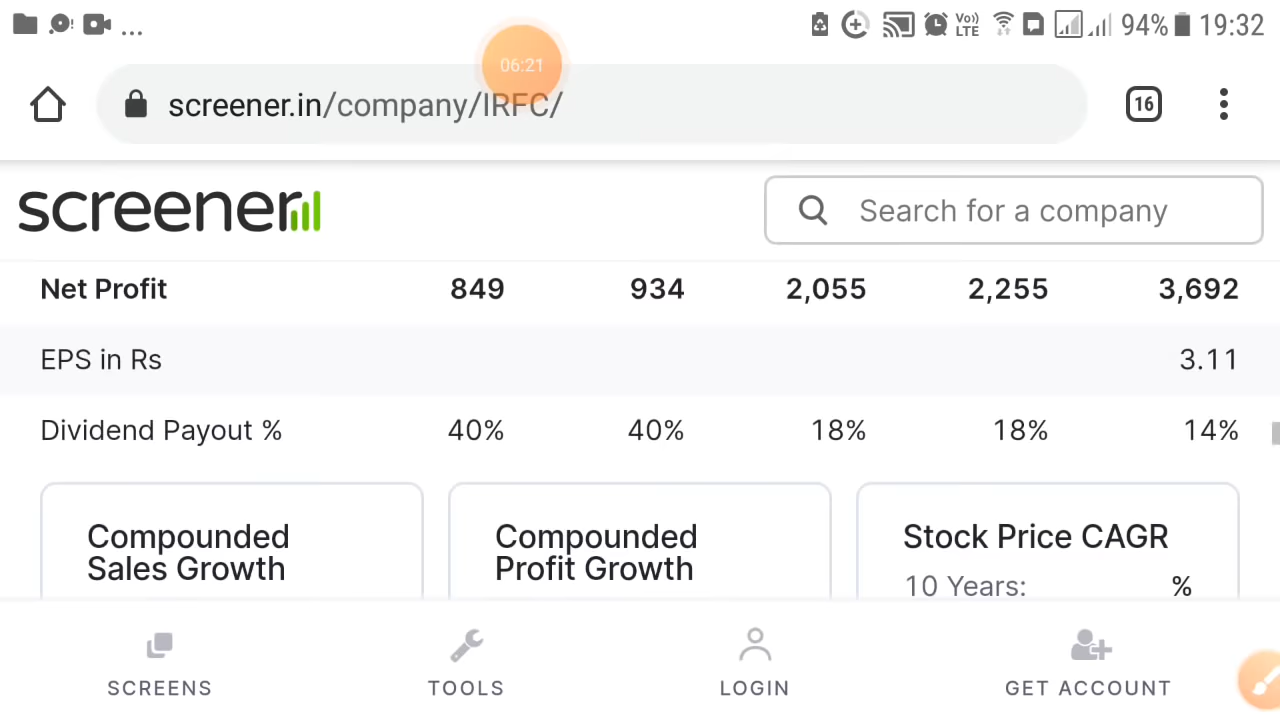 ... Vo) LTE 94% 19:32
06:21
screener.in/company/IRFC/ 16
screener Search for a company
Net Profit 849 934 2,055 2,255 3,692
EPS in Rs 3.11
Dividend Payout % 40% 40% 18% 18% 14%
Compounded
Sales Growth
Compounded
Profit Growth
Stock Price CAGR
10 Years: %
SCREENS TOOLS LOGIN GET ACCOUNT